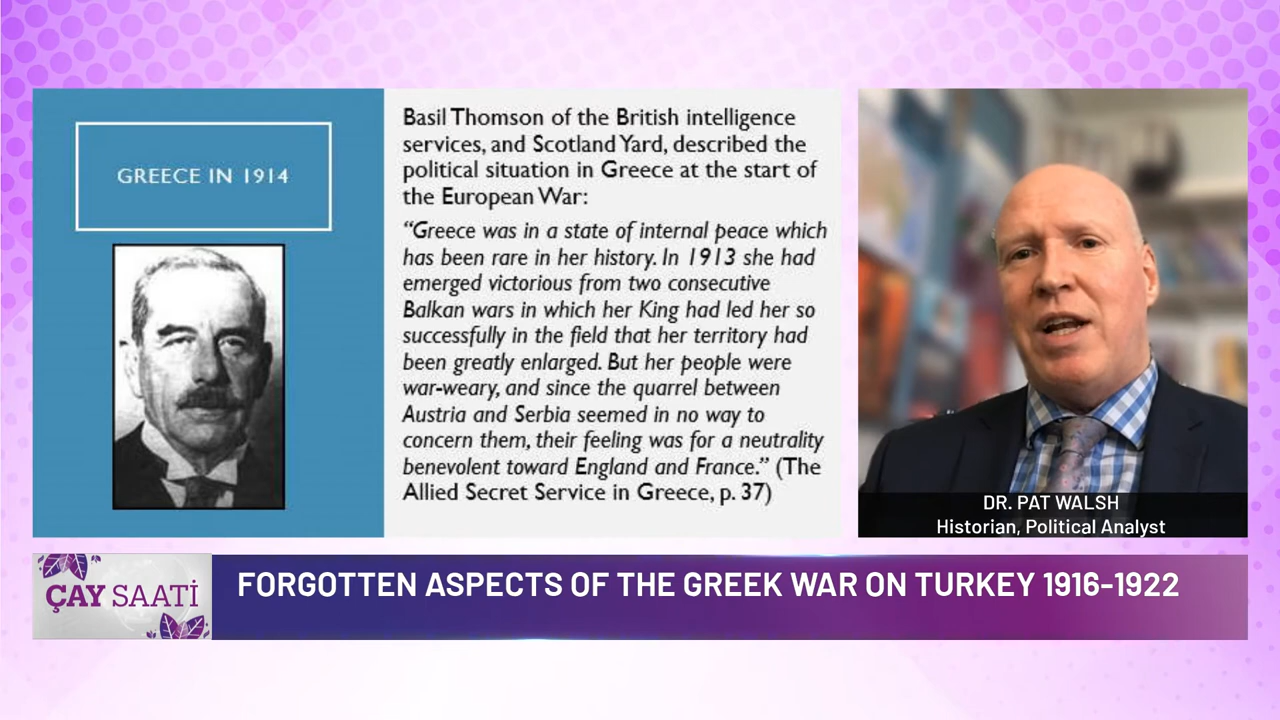 GREECE IN 1914
Basil Thomson of the British intelligence
services, and Scotland Yard, described the
political situation in Greece at the start of
the European War:
“Greece was in a state of internal peace which
has been rare in her history. In 1913 she had
emerged victorious from two consecutive
Balkan wars in which her King had led her so
successfully in the field that her territory had
been greatly enlarged. But her people were
war-weary, and since the quarrel between
Austria and Serbia seemed in no way to
concern them, their feeling was for a neutrality
benevolent toward England and France.” (The
Allied Secret Service in Greece, p. 37)
DR. PAT WALSH
Historian, Political Analyst
ÇAY SAATİ
FORGOTTEN ASPECTS OF THE GREEK WAR ON TURKEY 1916-1922